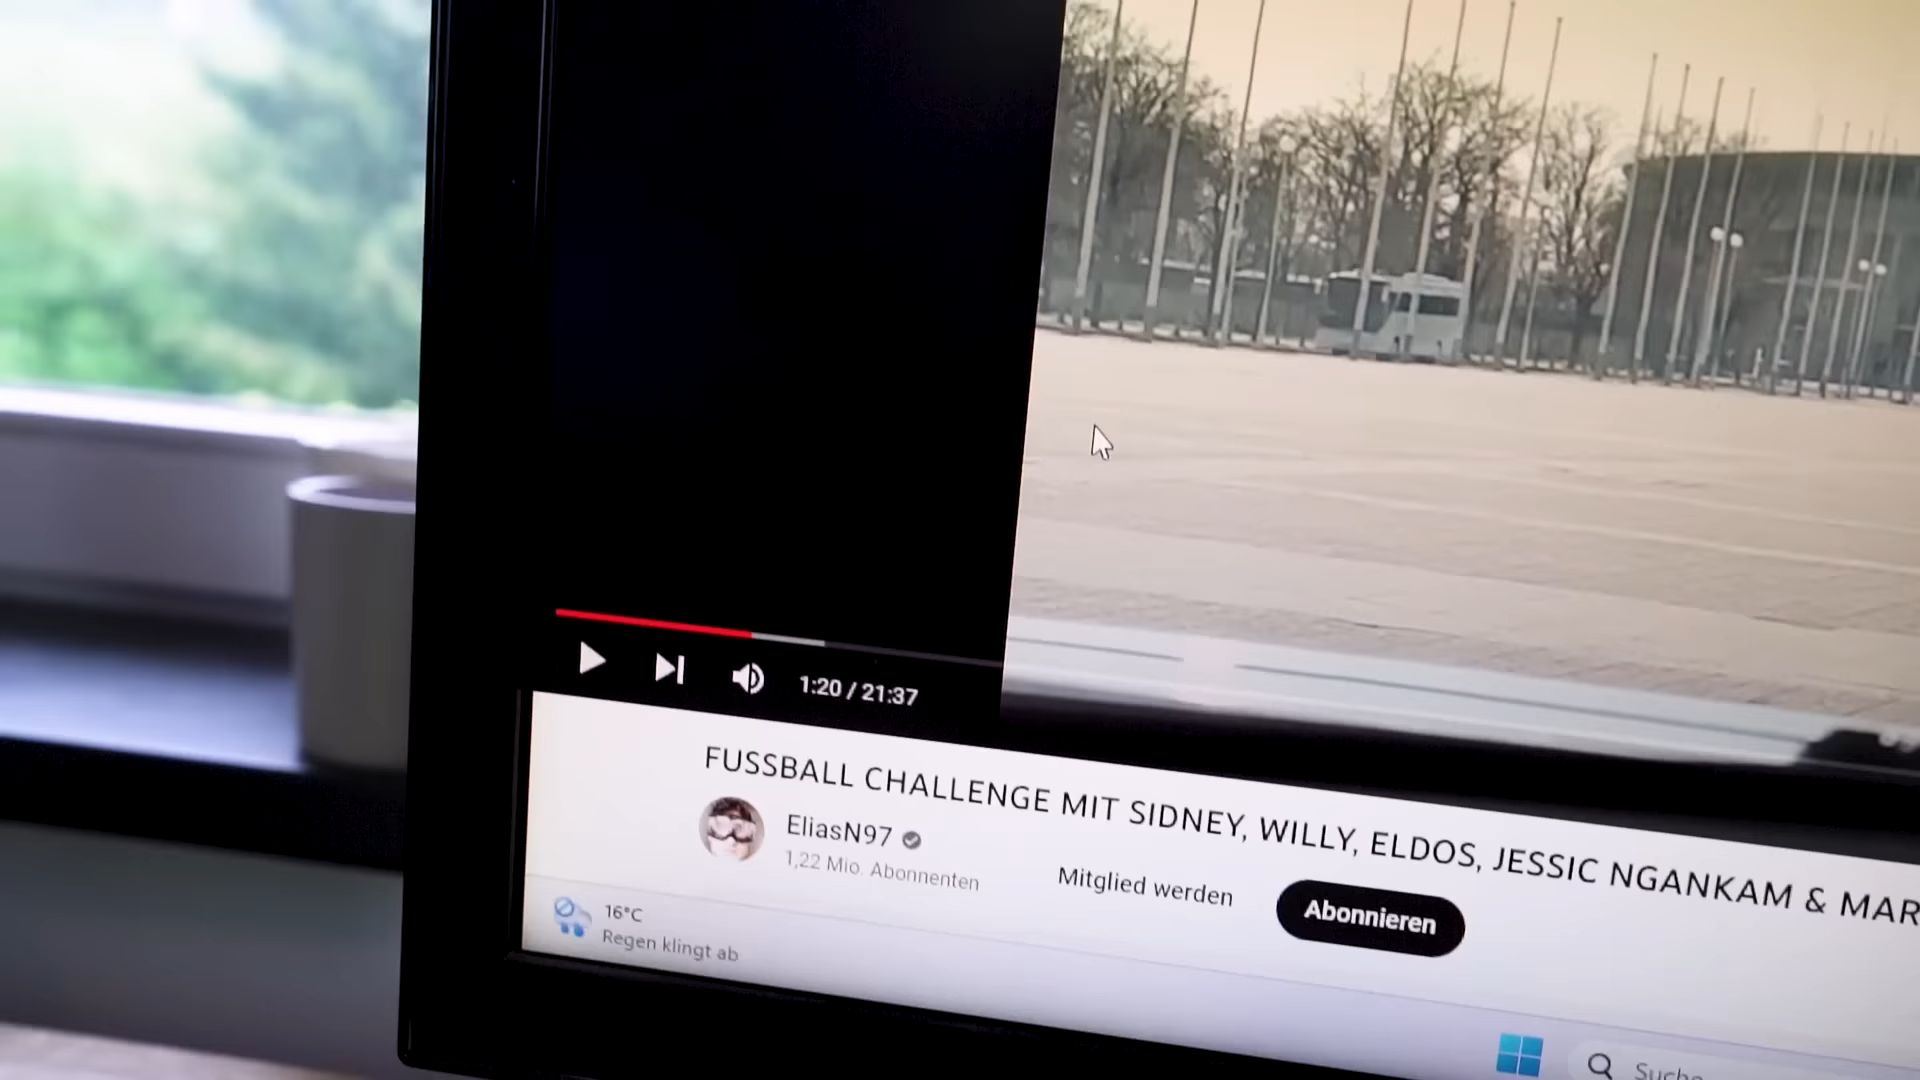 1:20 / 21:37
FUSSBALL CHALLENGE MIT SIDNEY, WILLY, ELDOS, JESSIC NGANKAM & MAR
EliasN97
1,22 Mio. Abonnenten
Mitglied werden
Abonnieren
16°C
Regen klingt ab
Suche